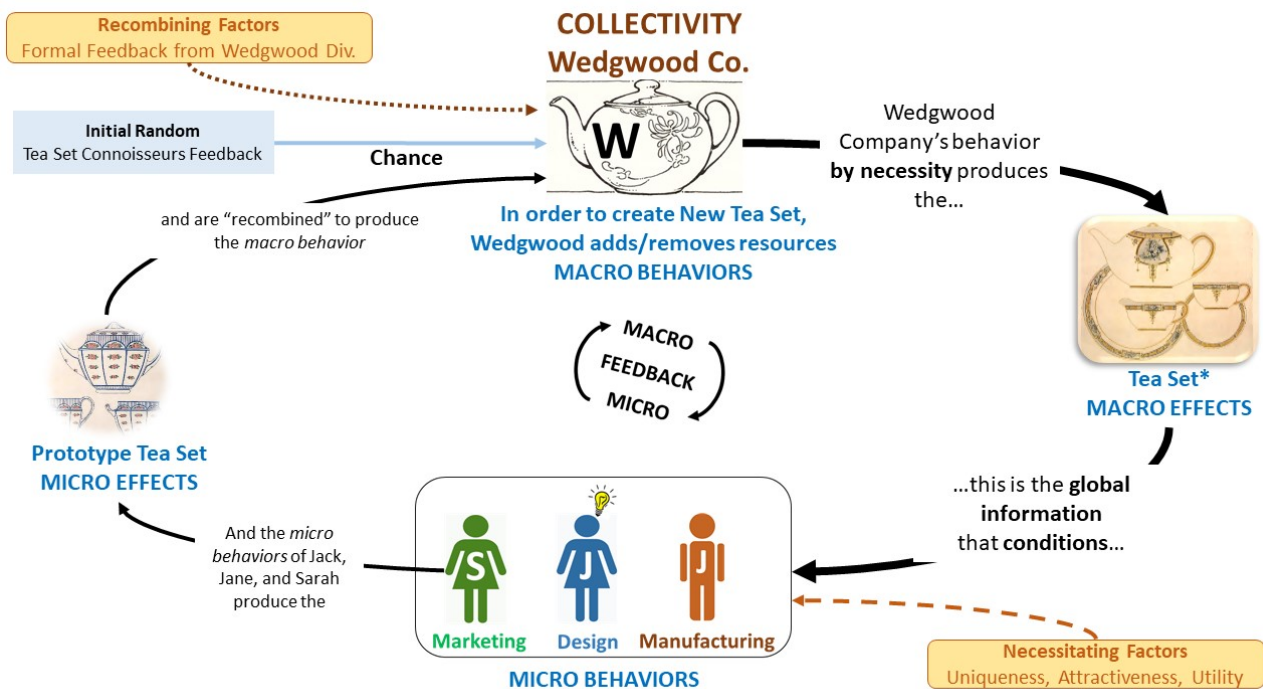 Recombining Factors
Formal Feedback from Wedgwood Div.
COLLECTIVITY
Wedgwood Co.
Initial Random
Tea Set Connoisseurs Feedback
Chance
W
Wedgwood
Company's behavior
by necessity produces
the...
and are "recombined" to produce
the macro behavior
In order to create New Tea Set,
Wedgwood adds/removes resources
MACRO BEHAVIORS
MACRO
FEEDBACK
MICRO
Tea Set*
MACRO EFFECTS
Prototype Tea Set
MICRO EFFECTS
...this is the global
information
that conditions...
And the micro
behaviors of Jack,
Jane, and Sarah
produce the
S
J
J
Marketing
Design
Manufacturing
MICRO BEHAVIORS
Necessitating Factors
Uniqueness, Attractiveness, Utility